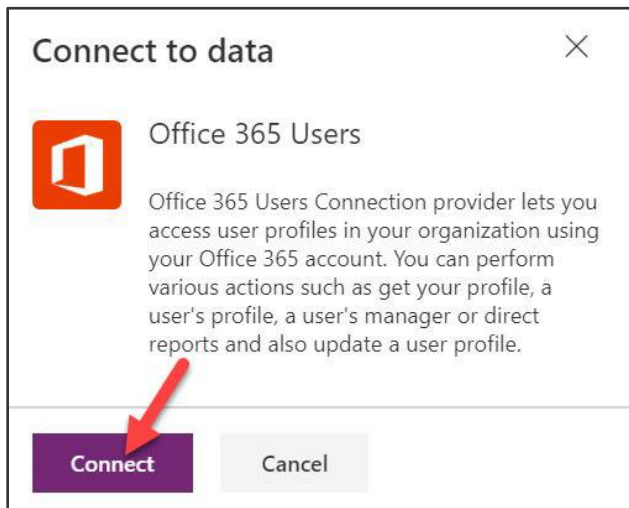 Connect to data
Office 365 Users
Office 365 Users Connection provider lets you
access user profiles in your organization using
your Office 365 account. You can perform
various actions such as get your profile, a
user's profile, a user's manager or direct
reports and also update a user profile.
Connect
Cancel